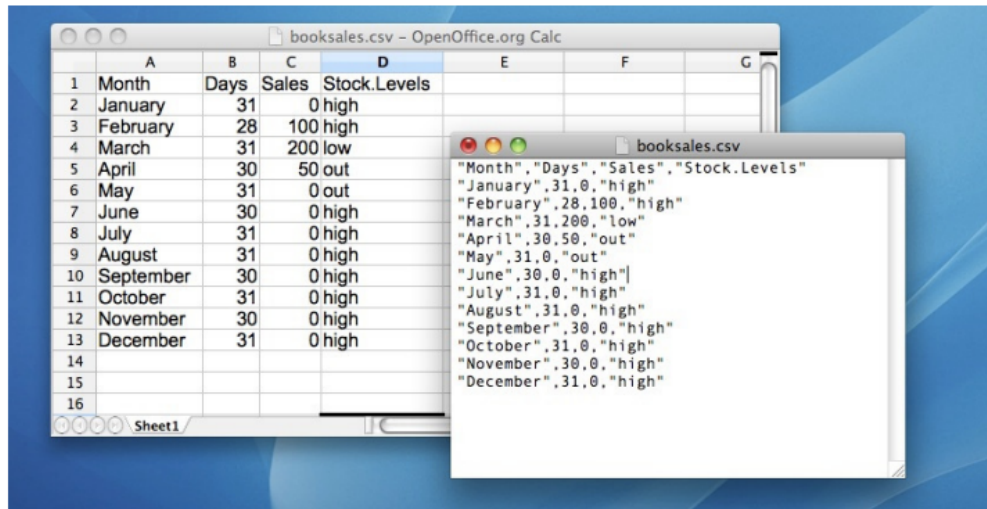 booksales.csv – OpenOffice.org Calc
A B C D E F G
1 Month Days Sales Stock.Levels
2 January 31 0 high
3 February 28 100 high
4 March 31 200 low
5 April 30 50 out
6 May 31 0 out
7 June 30 0 high
8 July 31 0 high
9 August 31 0 high
10 September 30 0 high
11 October 31 0 high
12 November 30 0 high
13 December 31 0 high
14
15
16
Sheet1
booksales.csv
"Month","Days","Sales","Stock.Levels"
"January",31,0,"high"
"February",28,100,"high"
"March",31,200,"low"
"April",30,50,"out"
"May",31,0,"out"
"June",30,0,"high"
"July",31,0,"high"
"August",31,0,"high"
"September",30,0,"high"
"October",31,0,"high"
"November",30,0,"high"
"December",31,0,"high"